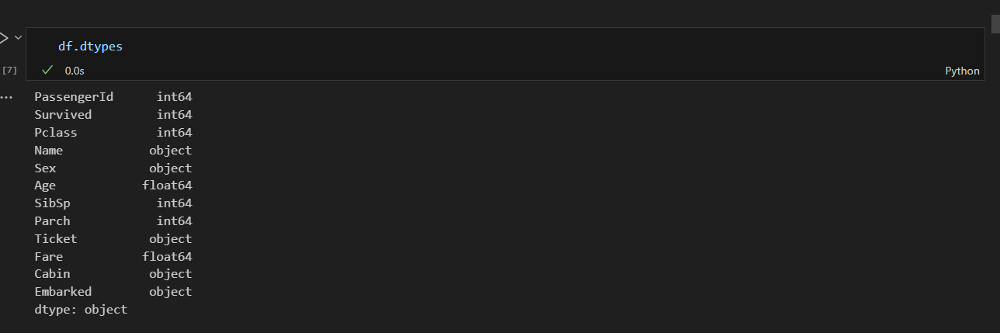 df.dtypes
[7] 0.0s Python
... PassengerId int64
Survived int64
Pclass int64
Name object
Sex object
Age float64
SibSp int64
Parch int64
Ticket object
Fare float64
Cabin object
Embarked object
dtype: object